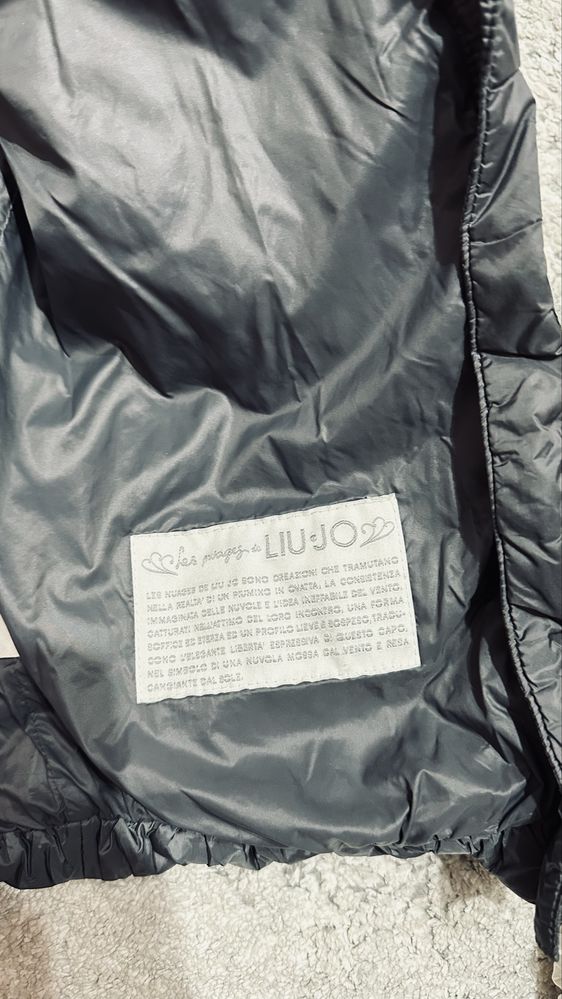 Les nuages de LIU•JO
LES NUAGES DE LIU JO SONO CREAZIONI CHE TRAMUTANO
NELLA REALTA' DI UN PIUMINO IN OVATTA, LA CONSISTENZA
IMMAGINATA DELLE NUVOLE E L'IDEA INEFFABILE DEL VENTO.
CATTURATI NELL'ATTIMO DEL LORO INCONTRO, UNA FORMA
SOFFICE ED ETEREA ED UN PROFILO LIEVE E SOSPESO, TRADU-
CONO L'ELEGANTE LIBERTA' ESPRESSIVA DI QUESTO CAPO,
NEL SIMBOLO DI UNA NUVOLA MOSSA DAL VENTO E RESA
CANGIANTE DAL SOLE.